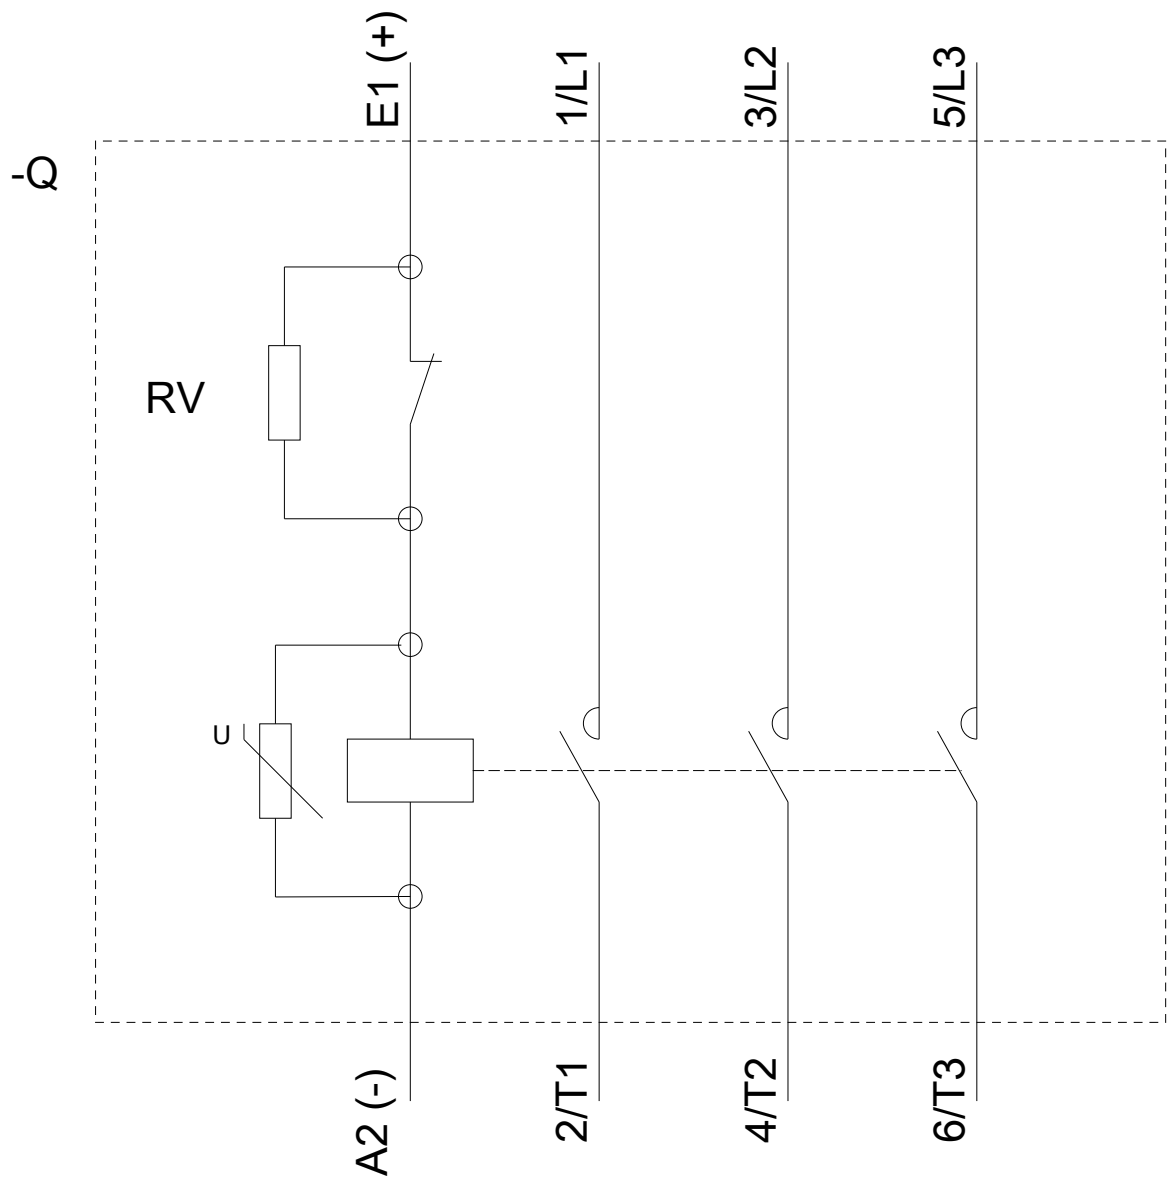 E1 (+)
1/L1
3/L2
5/L3
-Q
RV
U
A2 (-)
2/T1
4/T2
6/T3